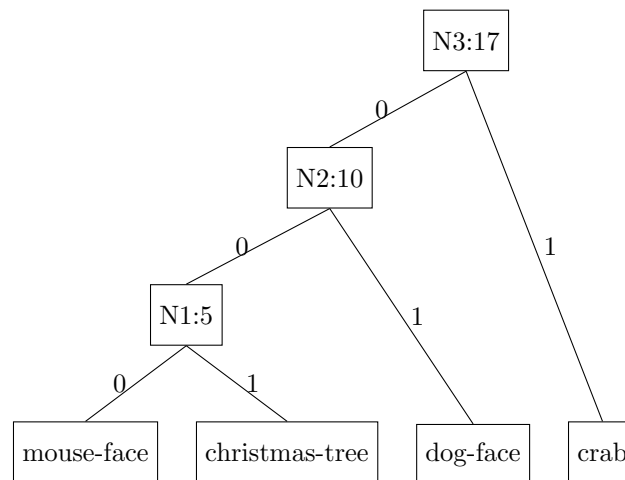 N3:17
0
N2:10
0
1
N1:5
1
0
1
mouse-face
christmas-tree
dog-face
crab